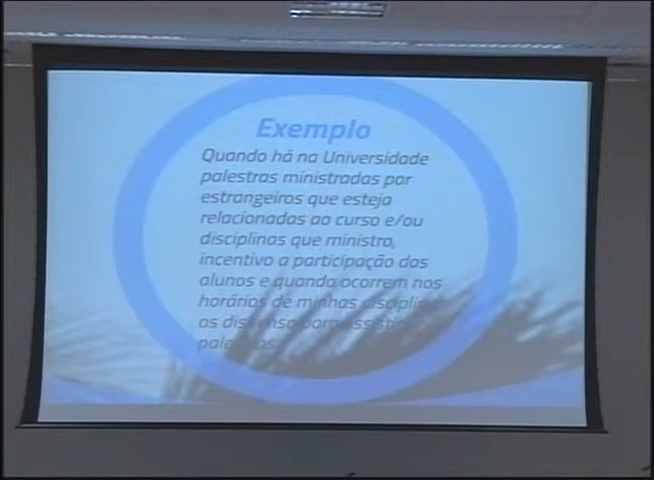 Exemplo
Quando há na Universidade
palestras ministradas por
estrangeiros que esteja
relacionadas ao curso e/ou
disciplinas que ministro,
incentivo a participação dos
alunos e quando ocorrem nos
horários de minhas disciplinas
os dispenso para assistir
palestras